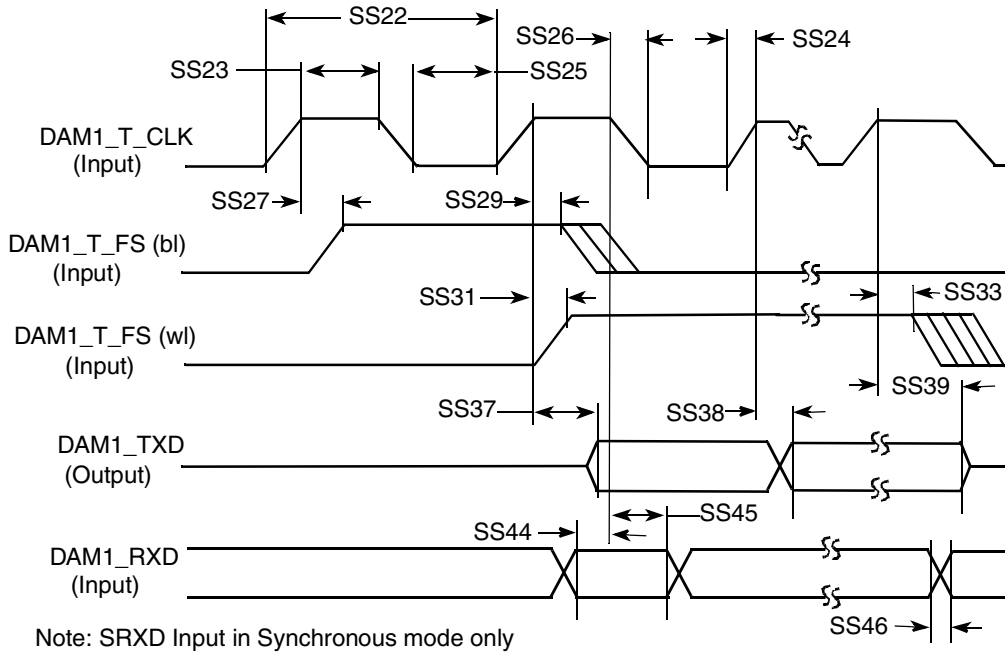 SS22
SS26
SS24
SS23
SS25
DAM1_T_CLK
(Input)
SS27
SS29
DAM1_T_FS (bl)
(Input)
SS31
SS33
DAM1_T_FS (wl)
(Input)
SS39
SS37
SS38
DAM1_TXD
(Output)
SS45
SS44
DAM1_RXD
(Input)
SS46
Note: SRXD Input in Synchronous mode only